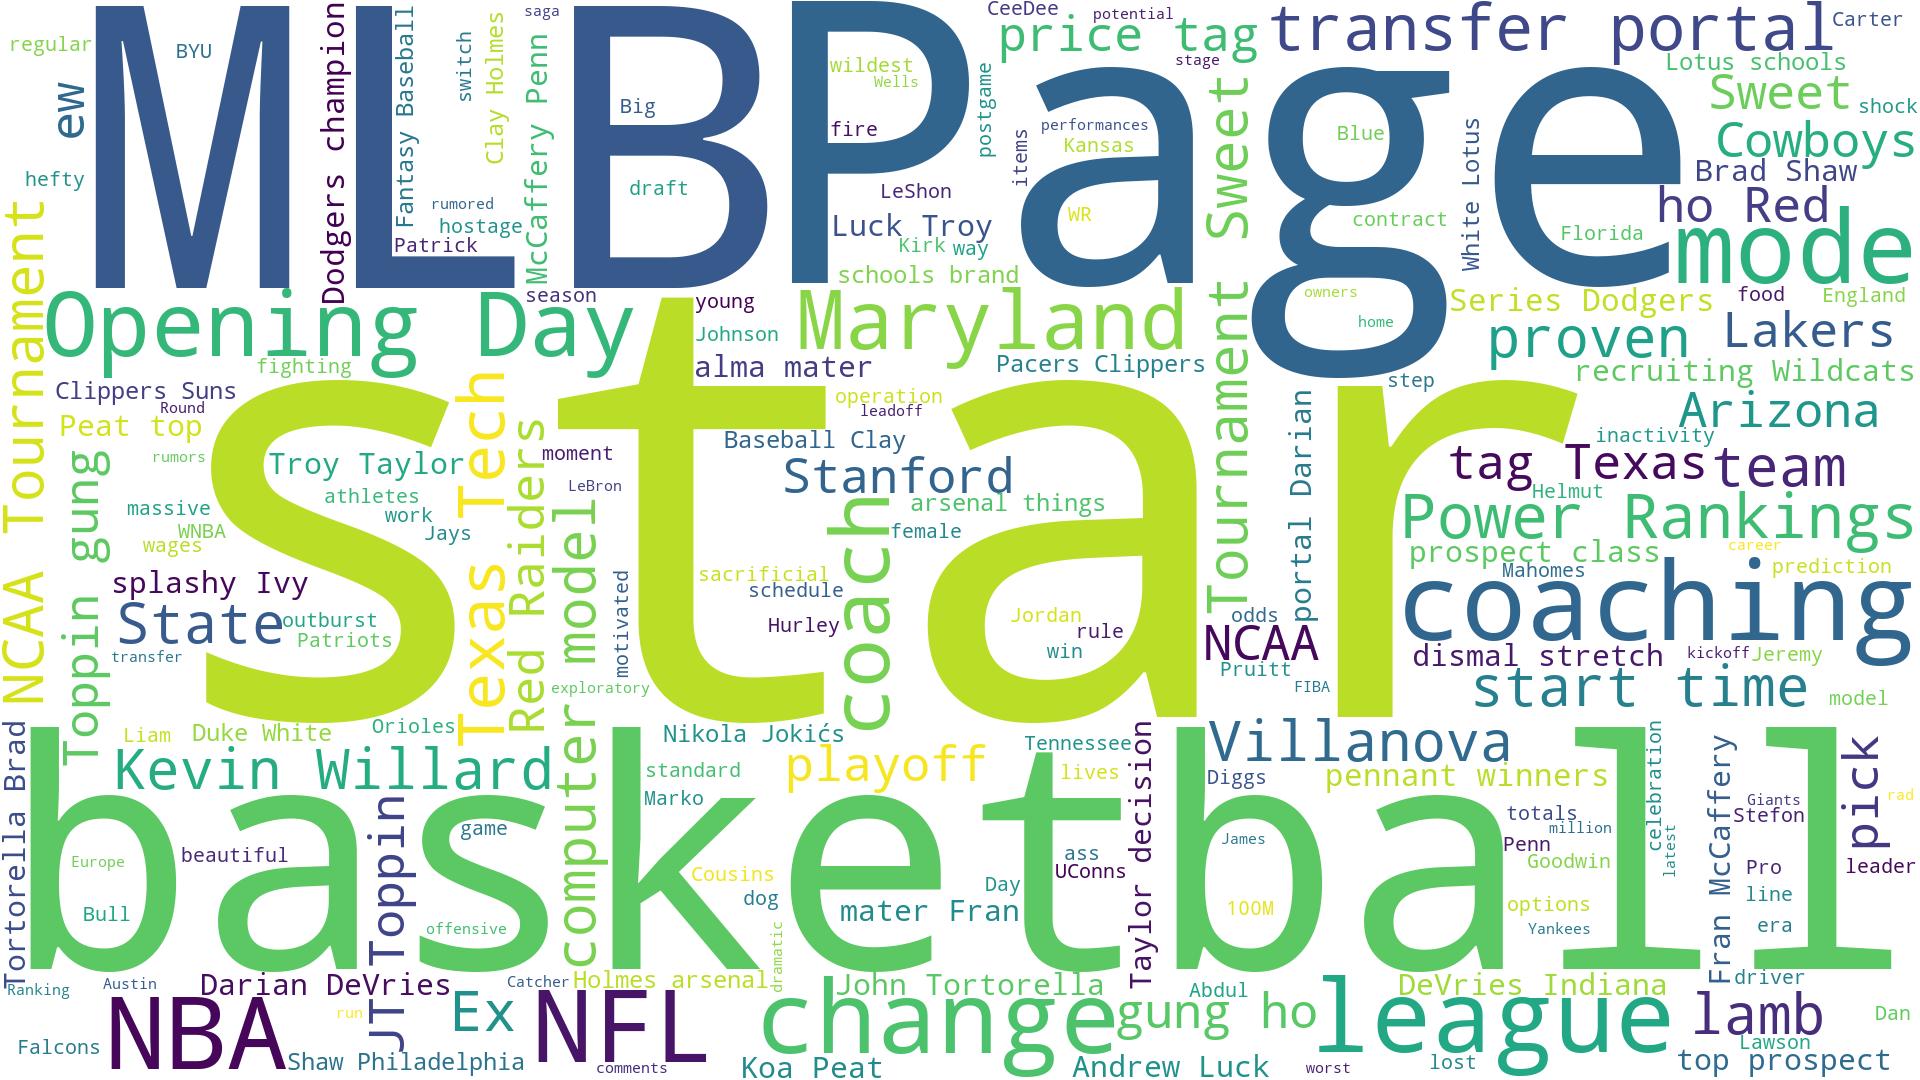 MLB
Page
star
basketball
regular
BYU
ew
hefty
Dodgers champion
Fantasy Baseball
switch
Clay Holmes
saga
McCaffery Penn
rumored
hostage
Patrick
Big
draft
season
wildest
Wells
fire
LeShon
Luck Troy
Kirk
way
schools brand
CeeDee
potential
price tag
stage
postgame
items
performances
Kansas
WR
transfer portal
Carter
Lotus schools
Sweet
shock
Cowboys
Brad Shaw
ho Red
mode
Blue
White Lotus
contract
Florida
owners
home
Series Dodgers
food
England
proven
Lakers
recruiting Wildcats
step
Arizona
inactivity
tag Texas
team
Helmut
Power Rankings
prospect class
career
Mahomes
prediction
coaching
dismal stretch
kickoff
Jeremy
start time
model
NCAA Tournament
Opening Day
fighting
Clippers Suns
Round
Peat top
rumors
Toppin gung
massive
WNBA
wages
splashy Ivy
State
outburst
Patriots
transfer
Troy Taylor
athletes
work
Jays
Texas Tech
Red Raiders
computer model
moment
LeBron
motivated
exploratory
young
Johnson
alma mater
Maryland
Pacers Clippers
operation
leadoff
Baseball Clay
Stanford
arsenal things
coach
female
sacrificial
schedule
Hurley
Jordan
rule
win
Tournament Sweet
portal Darian
odds
NCAA
Pruitt
FIBA
Tortorella Brad
Liam
Duke White
Orioles
Kevin Willard
Nikola Jokićs
standard
Marko
playoff
Tennessee
lives
Taylor decision
Villanova
Diggs
pennant winners
totals
million
Penn
Goodwin
celebration
latest
Fran McCaffery
Giants
Stefon
pick
rad
Pro
leader
line
era
options
Yankees
James
100M
game
beautiful
Europe
Bull
JT Toppin
offensive
Cousins
dog
dramatic
ass
UConns
Day
mater Fran
Ranking
Austin
Darian DeVries
Catcher
Holmes arsenal
John Tortorella
Abdul
DeVries Indiana
driver
NBA
run
Ex
NFL
change
gung ho
league
lamb
Dan
Lawson
Falcons
Shaw Philadelphia
comments
Koa Peat
Andrew Luck
worst
lost
top prospect